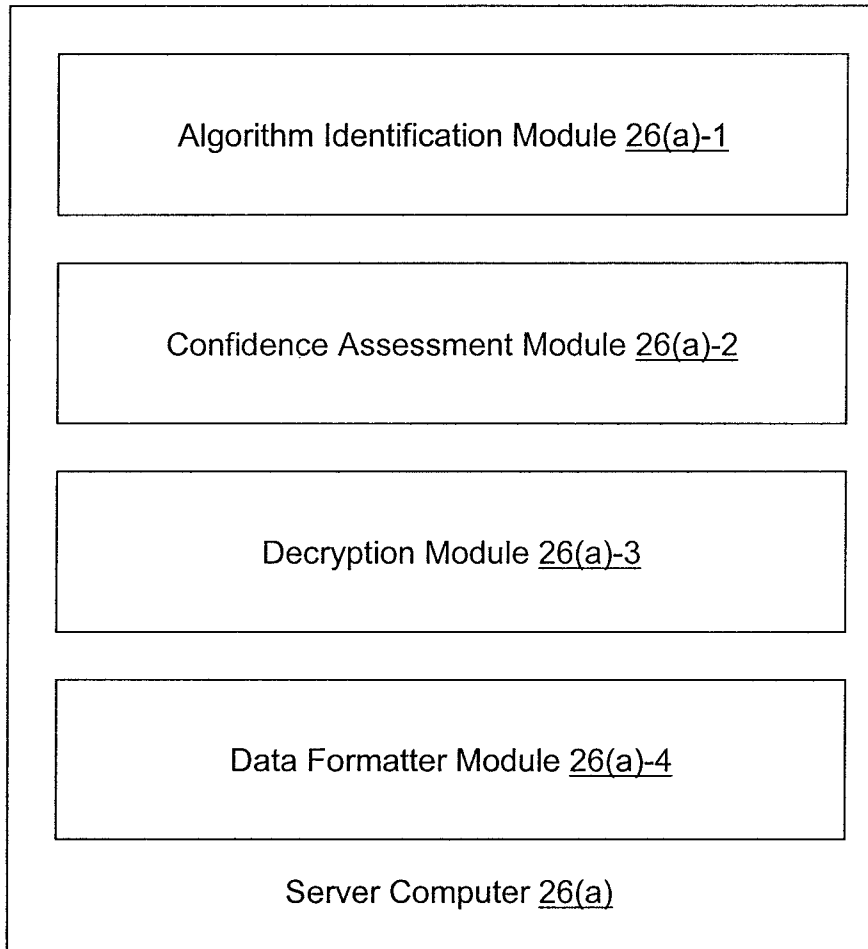 Algorithm Identification Module 26(a)-1
Confidence Assessment Module 26(a)-2
Decryption Module 26(a)-3
Data Formatter Module 26(a)-4
Server Computer 26(a)